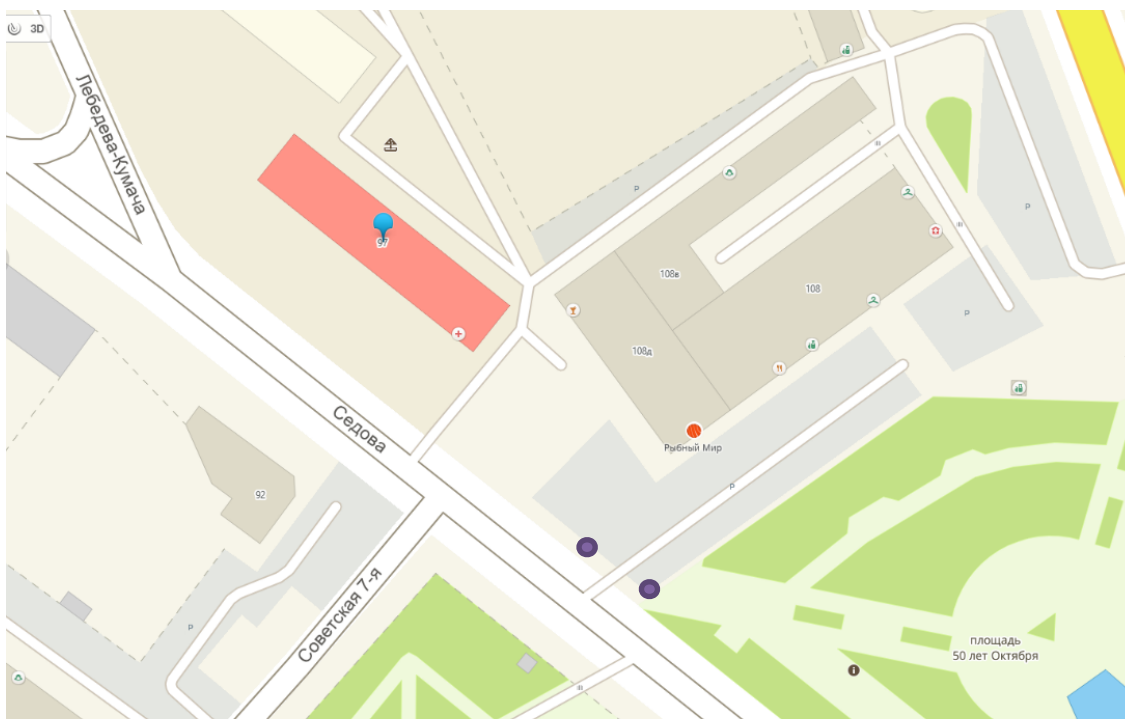 3D
Лебедева-Кумача
P
P
97
108в
108
P
108д
Седова
Рыбный Мир
P
92
Советская 7-я
P
площадь
50 лет Октября